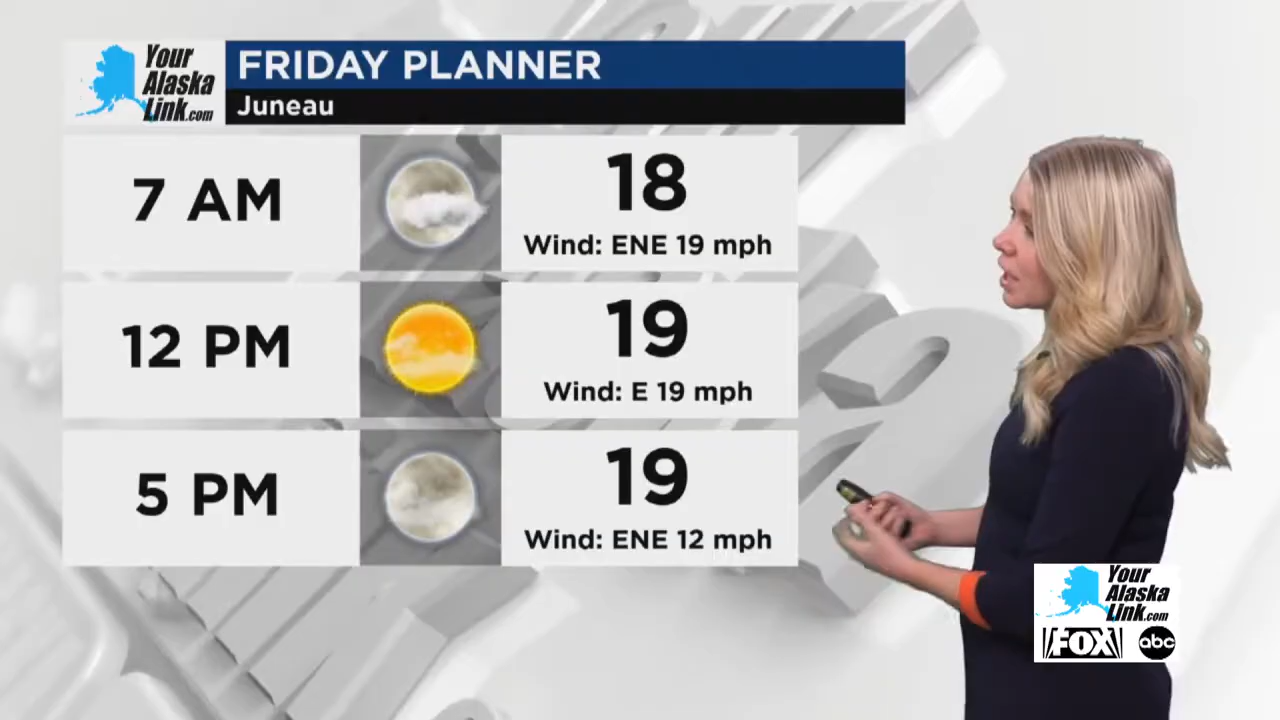 Your
Alaska
Link.com
FRIDAY PLANNER
Juneau
7 AM
18
Wind: ENE 19 mph
12 PM
19
Wind: E 19 mph
5 PM
19
Wind: ENE 12 mph
Your
Alaska
Link.com
FOX
abc